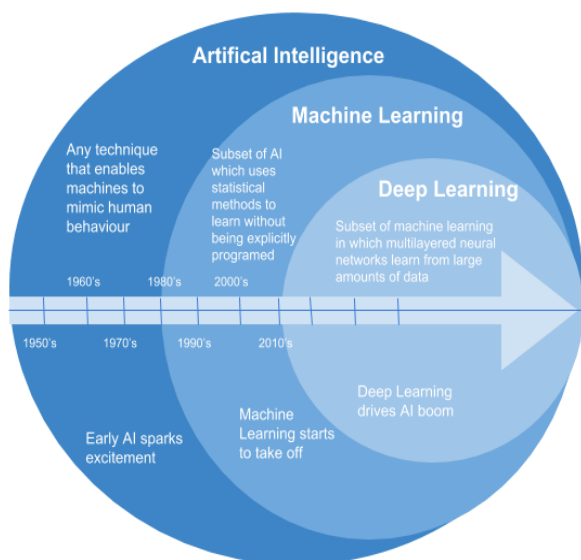 Artifical Intelligence
Machine Learning
Deep Learning
Any technique
that enables
machines to
mimic human
behaviour
Subset of AI
which uses
statistical
methods to
learn without
being explicitly
programed
Subset of machine learning
in which multilayered neural
networks learn from large
amounts of data
1960's
1980's
2000's
1950's
1970's
1990's
2010's
Early AI sparks
excitement
Machine
Learning starts
to take off
Deep Learning
drives AI boom